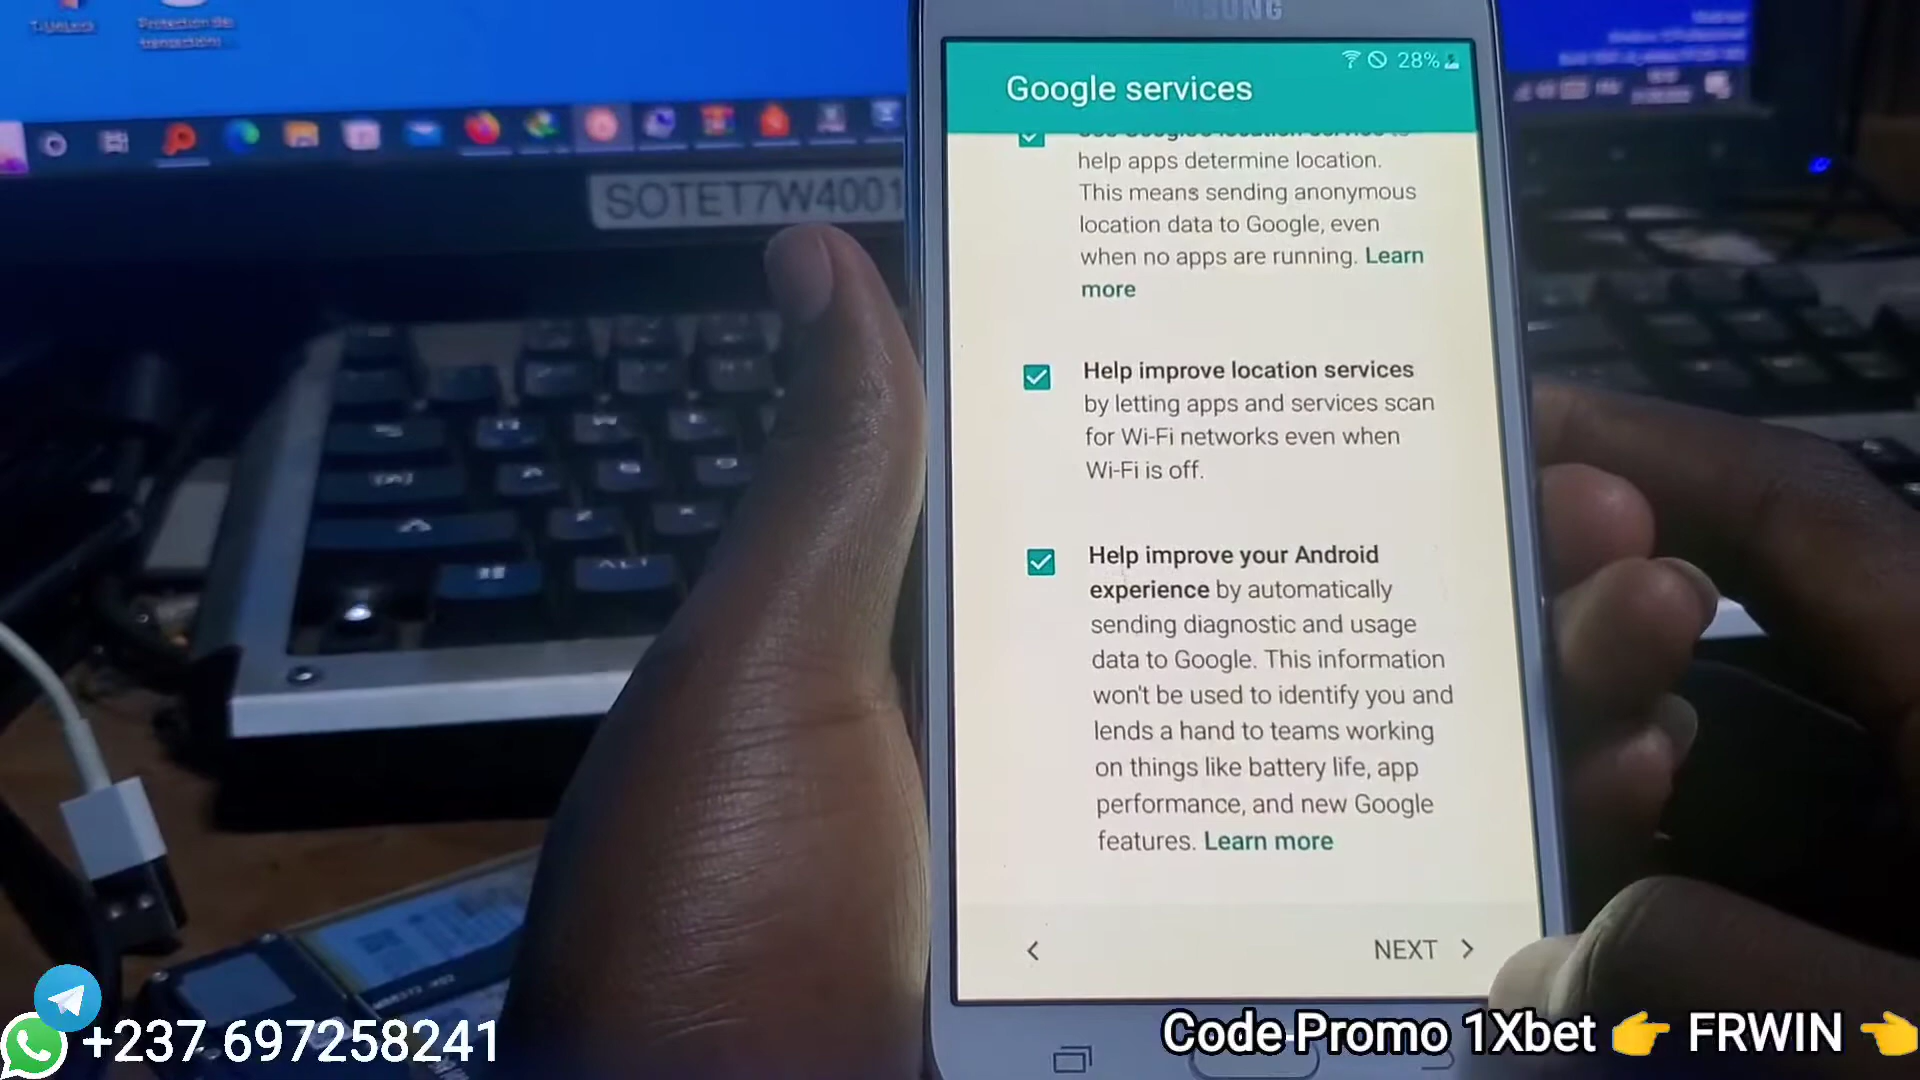 SAMSUNG
28%
Google services
help apps determine location.
This means sending anonymous
location data to Google, even
when no apps are running. Learn
more
Help improve location services
by letting apps and services scan
for Wi-Fi networks even when
Wi-Fi is off.
Help improve your Android
experience by automatically
sending diagnostic and usage
data to Google. This information
won't be used to identify you and
lends a hand to teams working
on things like battery life, app
performance, and new Google
features. Learn more
NEXT
SOTET7W4001
ALT
+237 697258241
Code Promo 1Xbet 👉 FRWIN 👈